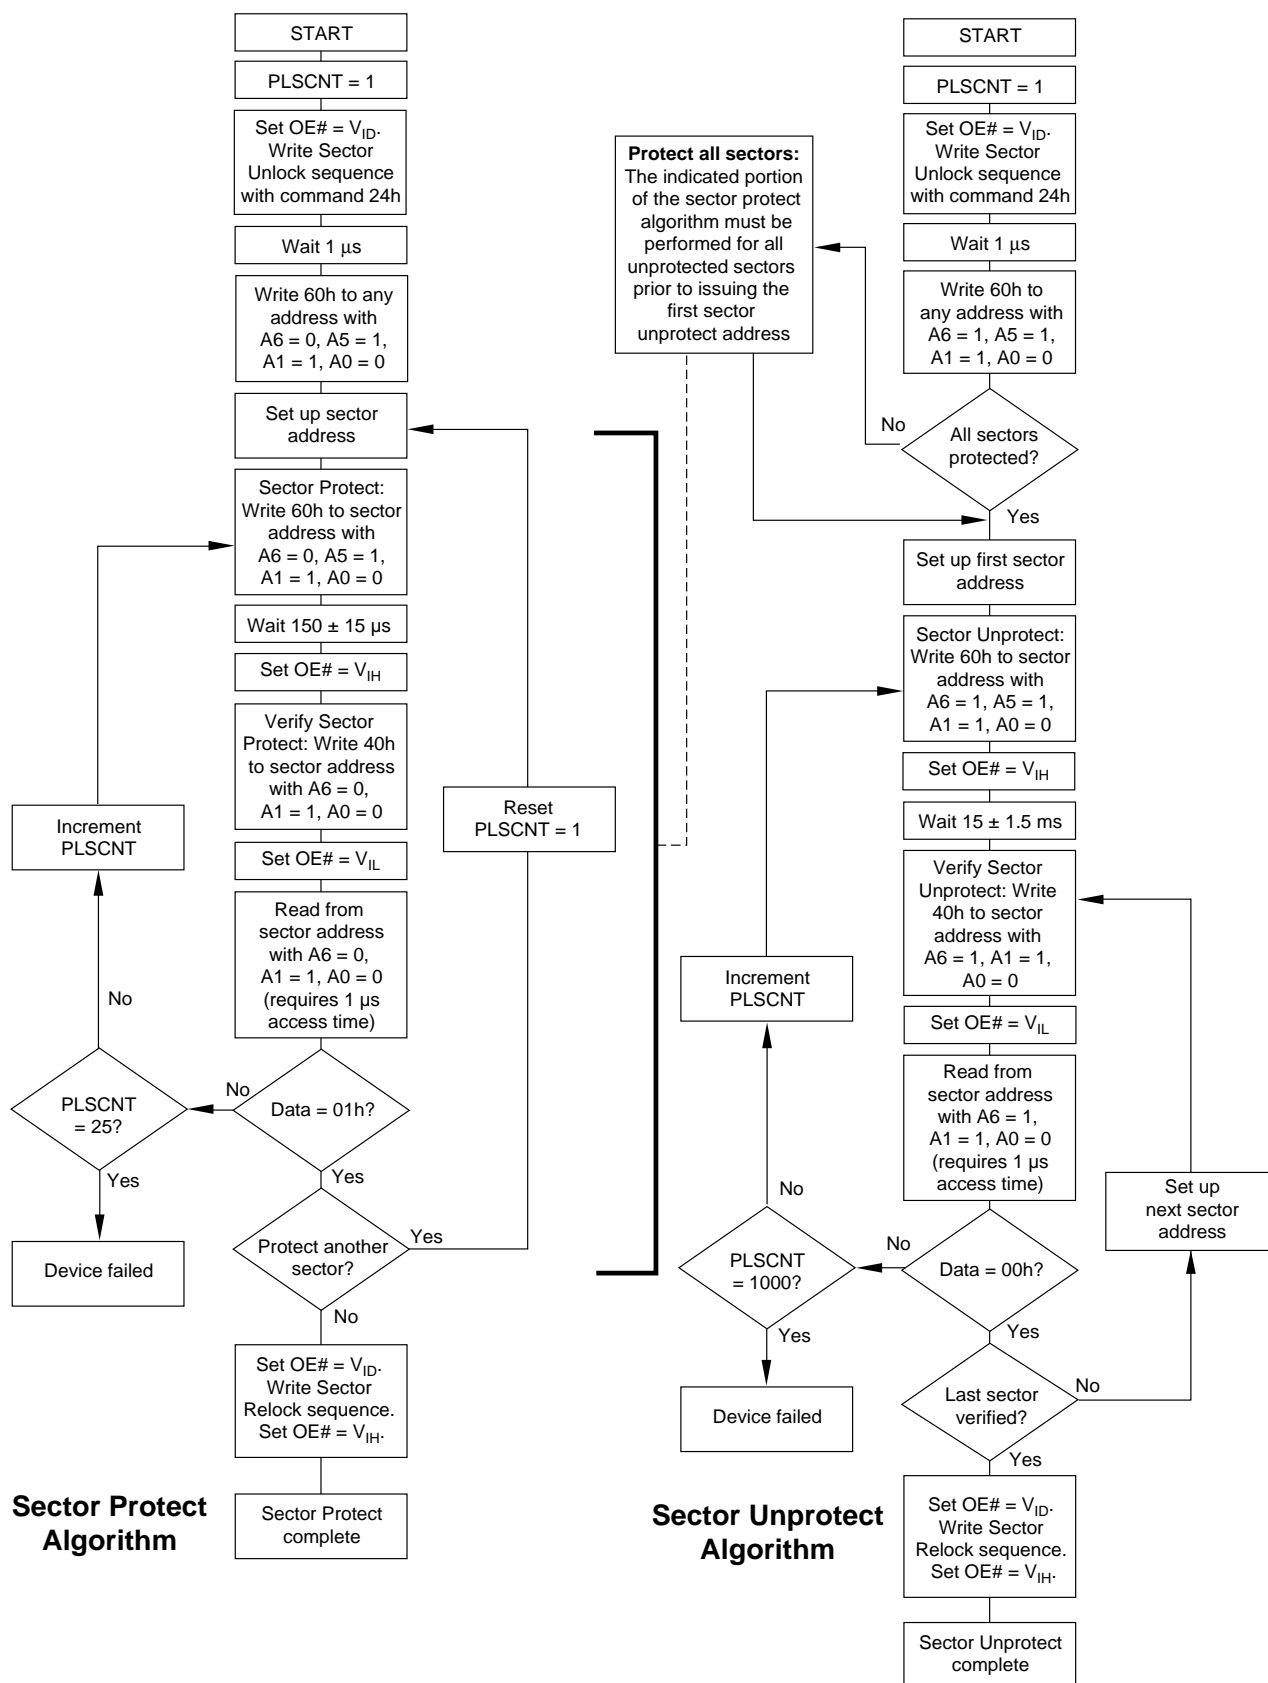 START
PLSCNT = 1
Set OE# = VID.
Write Sector
Unlock sequence
with command 24h
Wait 1 μs
Write 60h to any
address with
A6 = 0, A5 = 1,
A1 = 1, A0 = 0
Set up sector
address
Sector Protect:
Write 60h to sector
address with
A6 = 0, A5 = 1,
A1 = 1, A0 = 0
Wait 150 ± 15 µs
Set OE# = VIH
Verify Sector
Protect: Write 40h
to sector address
with A6 = 0,
A1 = 1, A0 = 0
Increment
PLSCNT
Reset
PLSCNT = 1
Set OE# = VIL
Read from
sector address
with A6 = 0,
A1 = 1, A0 = 0
(requires 1 µs
access time)
No
No
PLSCNT
= 25?
Data = 01h?
Yes
Yes
Device failed
Protect another
sector?
Yes
No
Set OE# = VID.
Write Sector
Relock sequence.
Set OE# = VIH.
Sector Protect
complete
Sector Protect
Algorithm
START
PLSCNT = 1
Set OE# = VID.
Write Sector
Unlock sequence
with command 24h
Protect all sectors:
The indicated portion
of the sector protect
algorithm must be
performed for all
unprotected sectors
prior to issuing the
first sector
unprotect address
Wait 1 μs
Write 60h to
any address with
A6 = 1, A5 = 1,
A1 = 1, A0 = 0
No
All sectors
protected?
Yes
Set up first sector
address
Sector Unprotect:
Write 60h to sector
address with
A6 = 1, A5 = 1,
A1 = 1, A0 = 0
Set OE# = VIH
Wait 15 ± 1.5 ms
Verify Sector
Unprotect: Write
40h to sector
address with
A6 = 1, A1 = 1,
A0 = 0
Increment
PLSCNT
Set OE# = VIL
Read from
sector address
with A6 = 1,
A1 = 1, A0 = 0
(requires 1 µs
access time)
Set up
next sector
address
No
No
PLSCNT
= 1000?
Data = 00h?
Yes
Yes
Device failed
Last sector
verified?
No
Yes
Set OE# = VID.
Write Sector
Relock sequence.
Set OE# = VIH.
Sector Unprotect
complete
Sector Unprotect
Algorithm